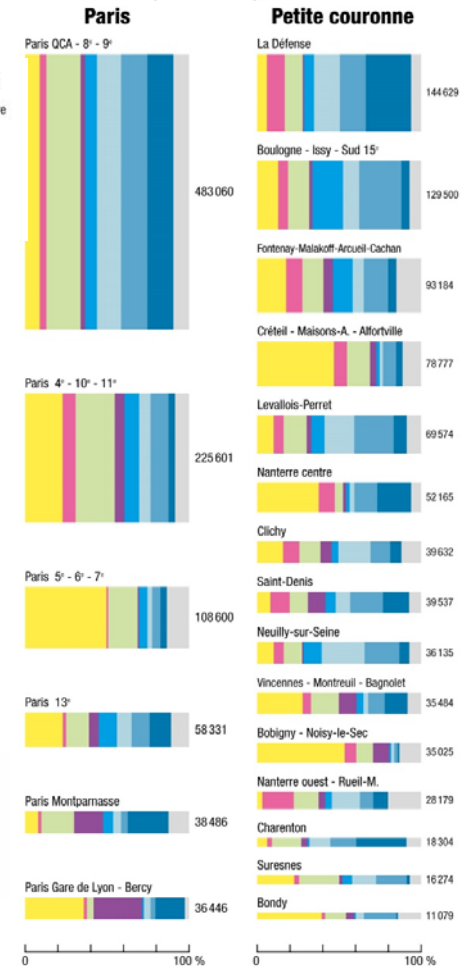 Paris
Paris QCA - 8e - 9e
483 060
Paris 4e - 10e - 11e
225 601
Paris 5e - 6e - 7e
108 600
Paris 13e
58 331
Paris Montparnasse
38 486
Paris Gare de Lyon - Bercy
36 446
0 100 %
Petite couronne
La Défense
144 629
Boulogne - Issy - Sud 15e
129 500
Fontenay-Malakoff-Arcueil-Cachan
93 184
Créteil - Maisons-A. - Alfortville
78 777
Levallois-Perret
69 574
Nanterre centre
52 165
Clichy
39 632
Saint-Denis
39 537
Neuilly-sur-Seine
36 135
Vincennes - Montreuil - Bagnolet
35 484
Bobigny - Noisy-le-Sec
35 025
Nanterre ouest - Rueil-M.
28 179
Charenton
18 304
Suresnes
16 274
Bondy
11 079
0 100 %